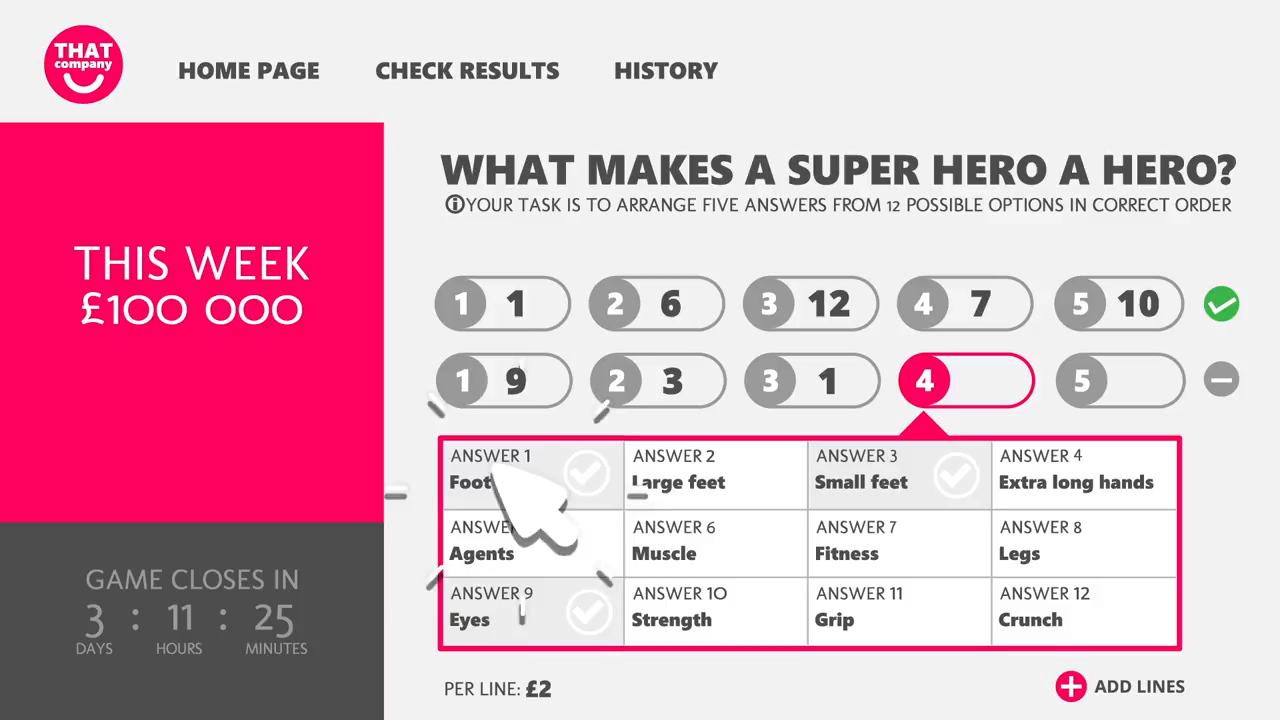 THAT
company
HOME PAGE
CHECK RESULTS
HISTORY
THIS WEEK
£100 000
GAME CLOSES IN
3 : 11 : 25
DAYS HOURS MINUTES
WHAT MAKES A SUPER HERO A HERO?
YOUR TASK IS TO ARRANGE FIVE ANSWERS FROM 12 POSSIBLE OPTIONS IN CORRECT ORDER
1 1 2 6 3 12 4 7 5 10
1 9 2 3 3 1 4 5
ANSWER 1
Foot
ANSWER 2
Large feet
ANSWER 3
Small feet
ANSWER 4
Extra long hands
Agents
ANSWER 6
Muscle
ANSWER 7
Fitness
ANSWER 8
Legs
ANSWER 9
Eyes
ANSWER 10
Strength
ANSWER 11
Grip
ANSWER 12
Crunch
PER LINE: £2
ADD LINES